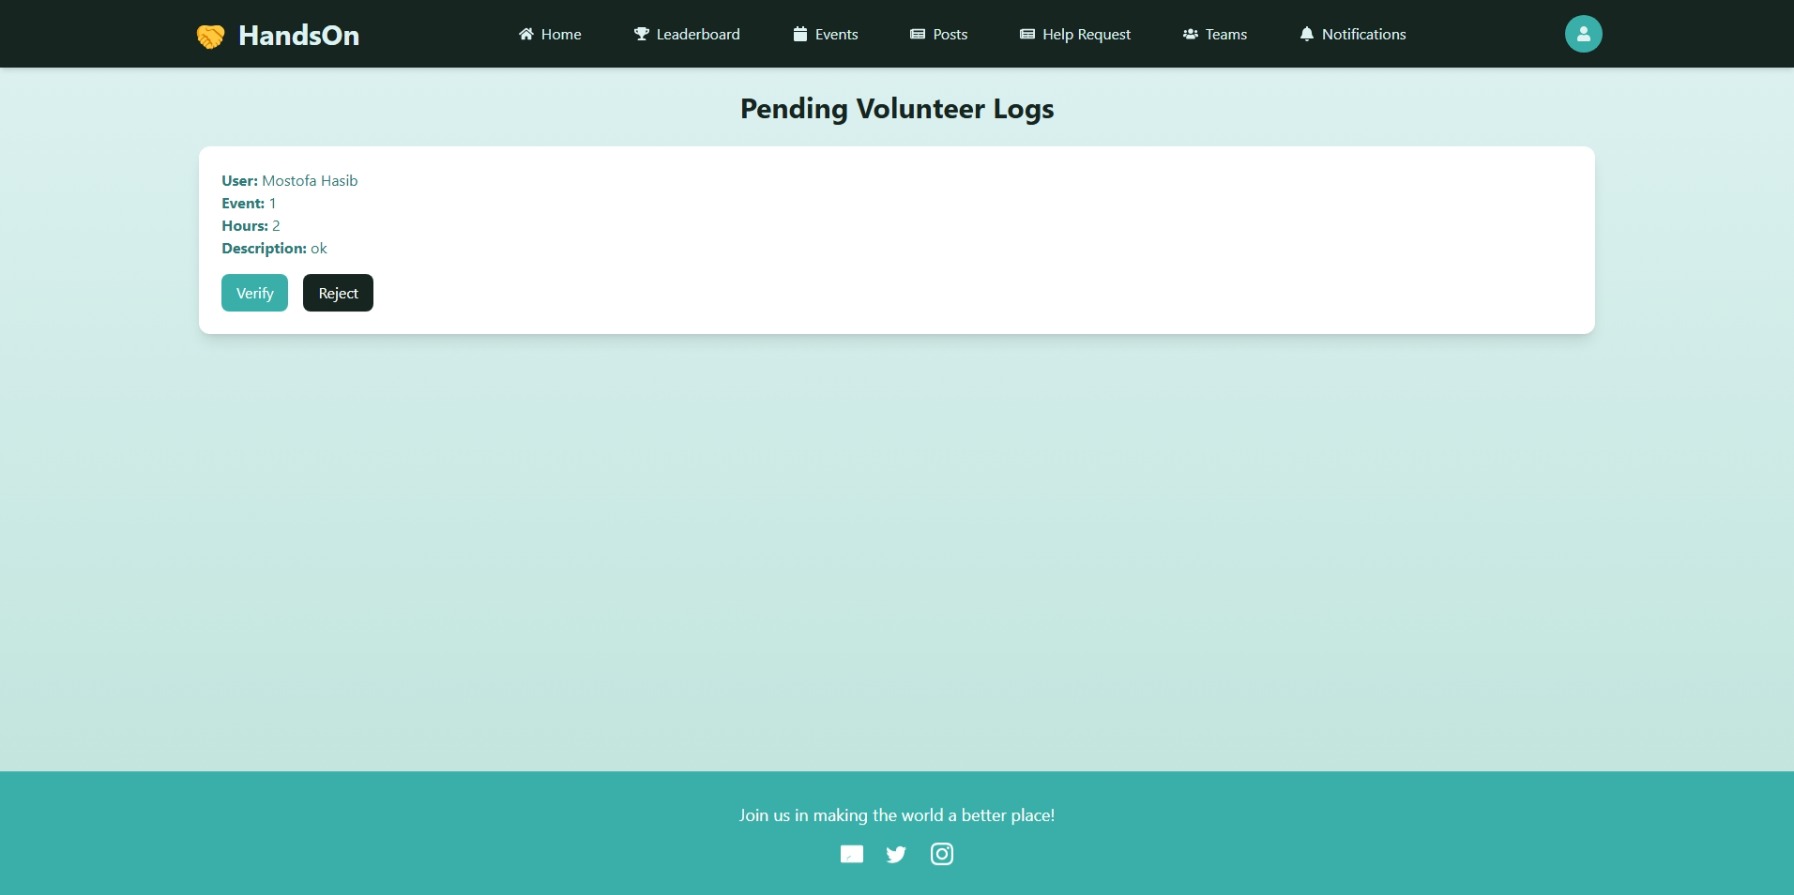 HandsOn
Home
Leaderboard
Events
Posts
Help Request
Teams
Notifications
Pending Volunteer Logs
User: Mostofa Hasib
Event: 1
Hours: 2
Description: ok
Verify
Reject
Join us in making the world a better place!